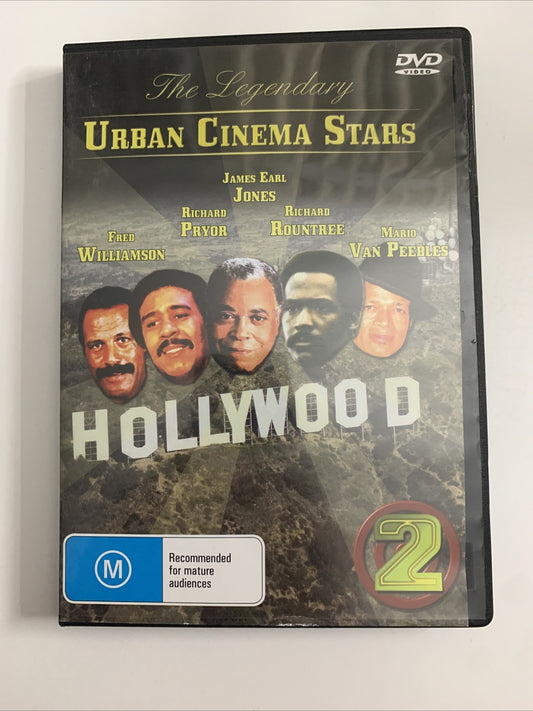 DVD
VIDEO
The Legendary
URBAN CINEMA STARS
JAMES EARL
JONES
RICHARD
PRYOR
RICHARD
ROUNTREE
FRED
WILLIAMSON
MARIO
VAN PEEBLES
HOLLYWOOD
2
M
Recommended
for mature
audiences